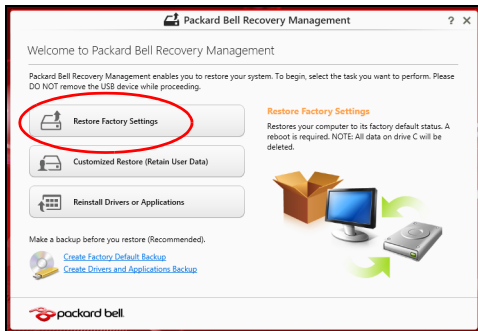 Packard Bell Recovery Management
? X
Welcome to Packard Bell Recovery Management
Packard Bell Recovery Management enables you to restore your system. To begin, select the task you want to perform. Please
DO NOT remove the USB device while proceeding.
Restore Factory Settings
Customized Restore (Retain User Data)
Reinstall Drivers or Applications
Restore Factory Settings
Restores your computer to its factory default status. A
reboot is required. NOTE: All data on drive C will be
deleted.
Make a backup before you restore (Recommended).
Create Factory Default Backup
Create Drivers and Applications Backup
packard bell